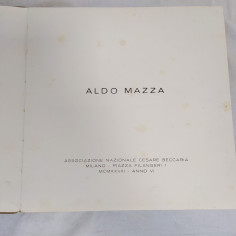 ALDO MAZZA
ASSOCIAZIONE NAZIONALE CESARE BECCARIA
MILANO - PIAZZA FILANGIERI 1
MCMXXVIII - ANNO VI